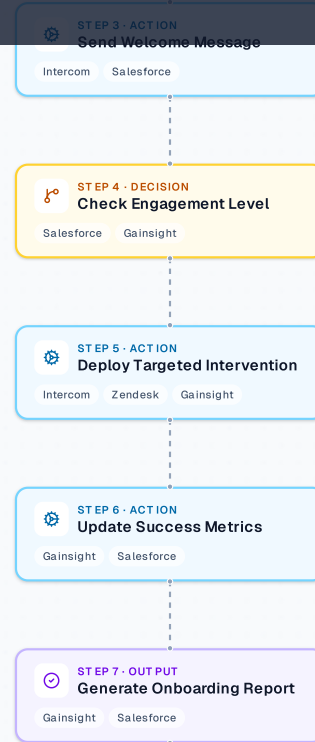 STEP 3 · ACTION
Send Welcome Message
Intercom Salesforce
STEP 4 · DECISION
Check Engagement Level
Salesforce Gainsight
STEP 5 · ACTION
Deploy Targeted Intervention
Intercom Zendesk Gainsight
STEP 6 · ACTION
Update Success Metrics
Gainsight Salesforce
STEP 7 · OUTPUT
Generate Onboarding Report
Gainsight Salesforce